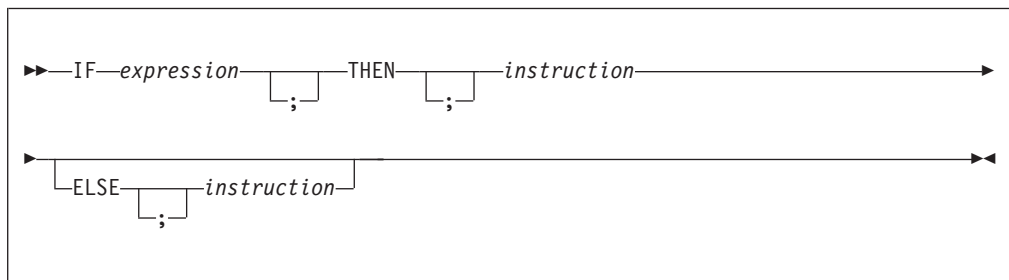 IF expression THEN instruction
; ;
ELSE instruction
;